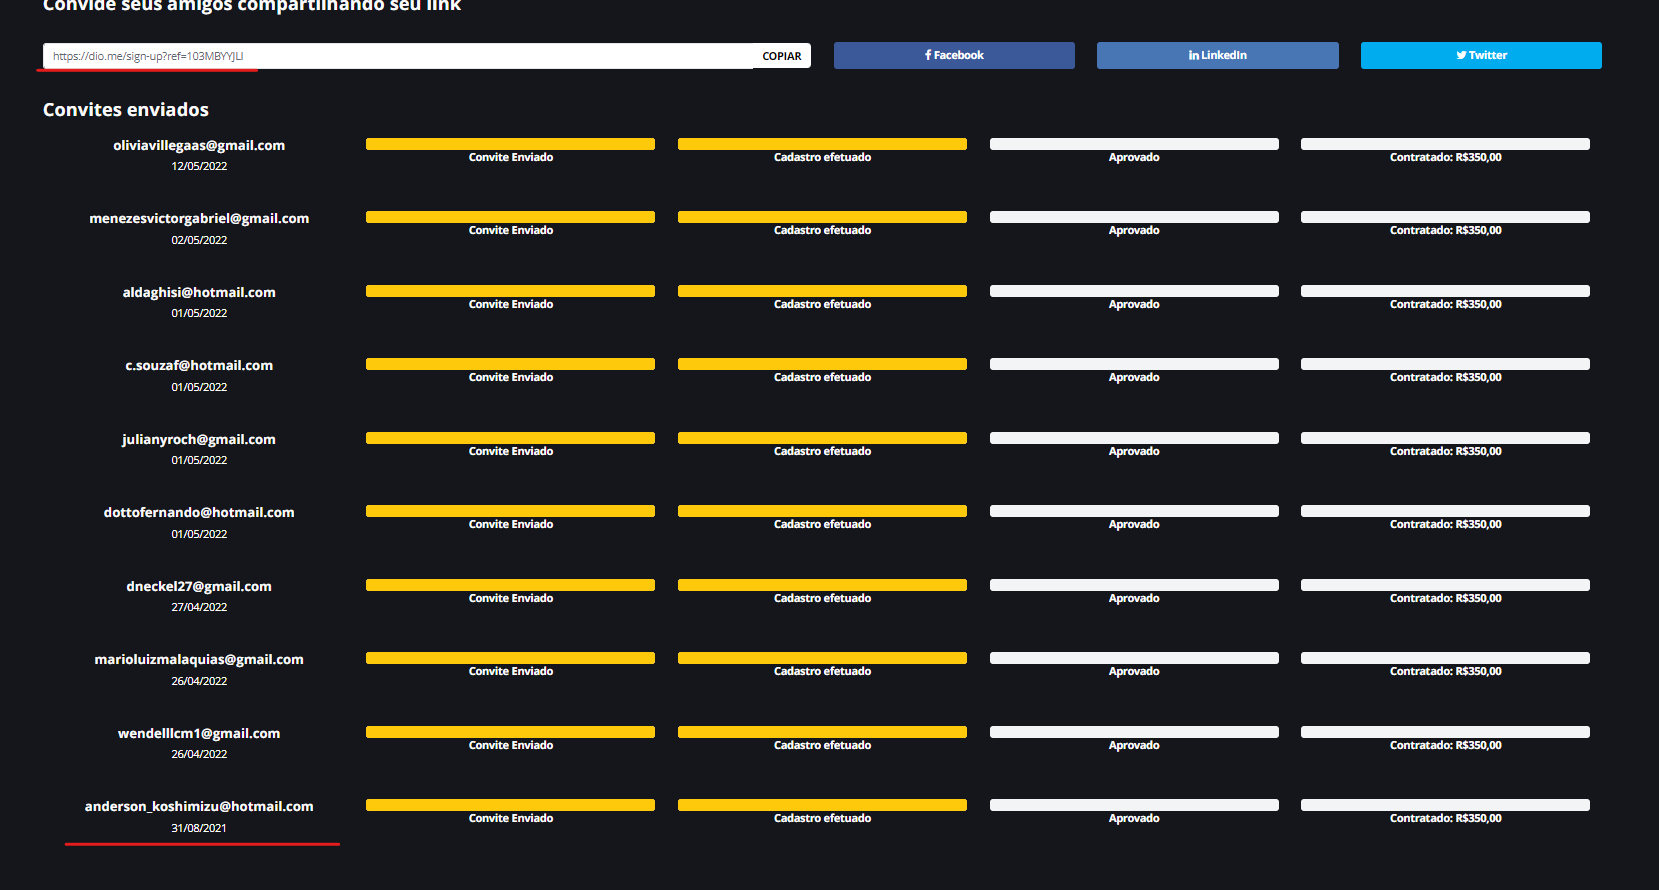 Convide seus amigos compartilhando seu link
https://dio.me/sign-up?ref=103MBYYJLI COPIAR Facebook LinkedIn Twitter
Convites enviados
oliviavillegaas@gmail.com
12/05/2022
Convite Enviado Cadastro efetuado Aprovado Contratado: R$350,00
menezesvictorgabriel@gmail.com
02/05/2022
Convite Enviado Cadastro efetuado Aprovado Contratado: R$350,00
aldaghisi@hotmail.com
01/05/2022
Convite Enviado Cadastro efetuado Aprovado Contratado: R$350,00
c.souzaf@hotmail.com
01/05/2022
Convite Enviado Cadastro efetuado Aprovado Contratado: R$350,00
julianyroch@gmail.com
01/05/2022
Convite Enviado Cadastro efetuado Aprovado Contratado: R$350,00
dottofernando@hotmail.com
01/05/2022
Convite Enviado Cadastro efetuado Aprovado Contratado: R$350,00
dneckel27@gmail.com
27/04/2022
Convite Enviado Cadastro efetuado Aprovado Contratado: R$350,00
marioluizmalaquias@gmail.com
26/04/2022
Convite Enviado Cadastro efetuado Aprovado Contratado: R$350,00
wendelllcm1@gmail.com
26/04/2022
Convite Enviado Cadastro efetuado Aprovado Contratado: R$350,00
anderson_koshimizu@hotmail.com
31/08/2021
Convite Enviado Cadastro efetuado Aprovado Contratado: R$350,00